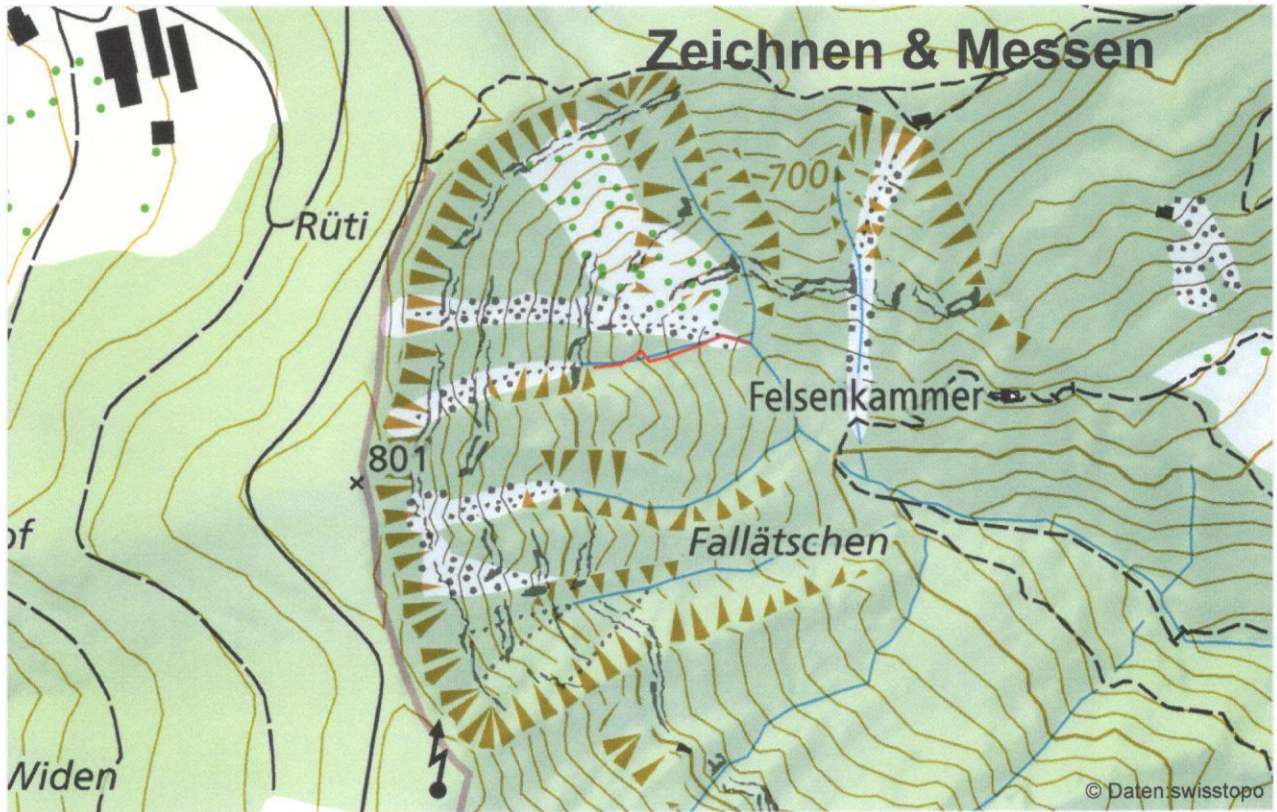 Zeichnen & Messen
700
Rüti
Felsenkammer
801
of
Fallätschen
Widen
© Daten:swisstopo